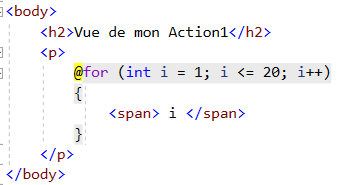 <body>
<h2>Vue de mon Action1</h2>
<p>
@for (int i = 1; i <= 20; i++)
{
<span> i </span>
}
</p>
</body>